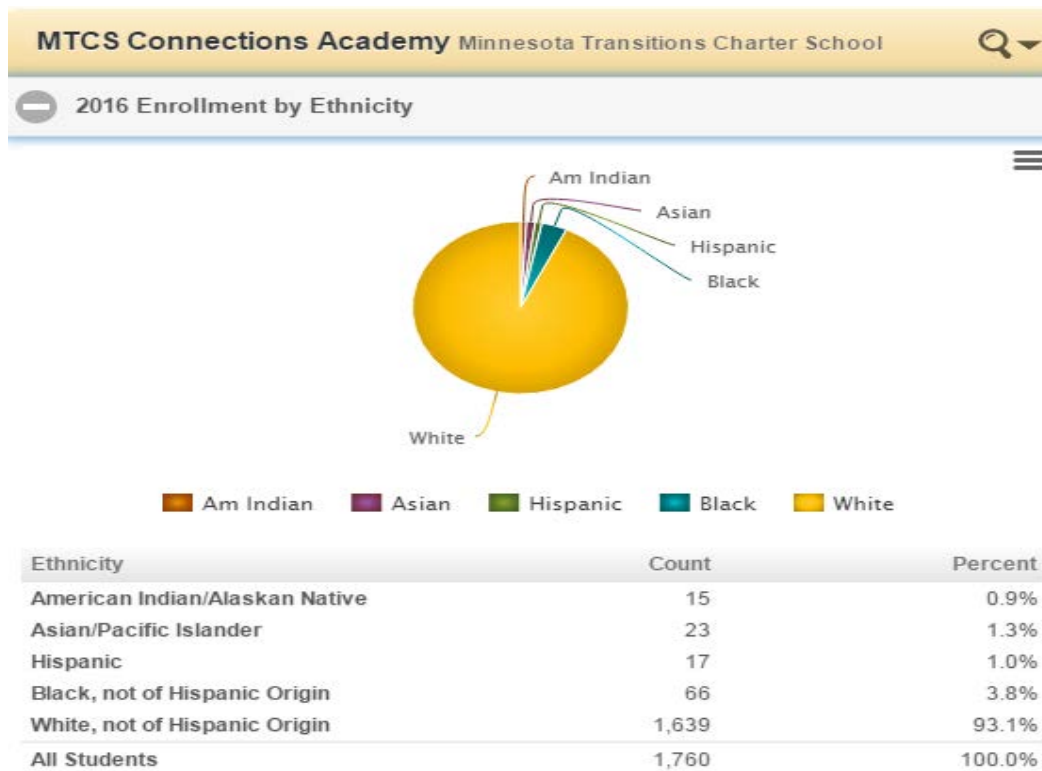 MTCS Connections Academy Minnesota Transitions Charter School
2016 Enrollment by Ethnicity
Am Indian
Asian
Hispanic
Black
White
Am Indian Asian Hispanic Black White
Ethnicity Count Percent
American Indian/Alaskan Native 15 0.9%
Asian/Pacific Islander 23 1.3%
Hispanic 17 1.0%
Black, not of Hispanic Origin 66 3.8%
White, not of Hispanic Origin 1,639 93.1%
All Students 1,760 100.0%